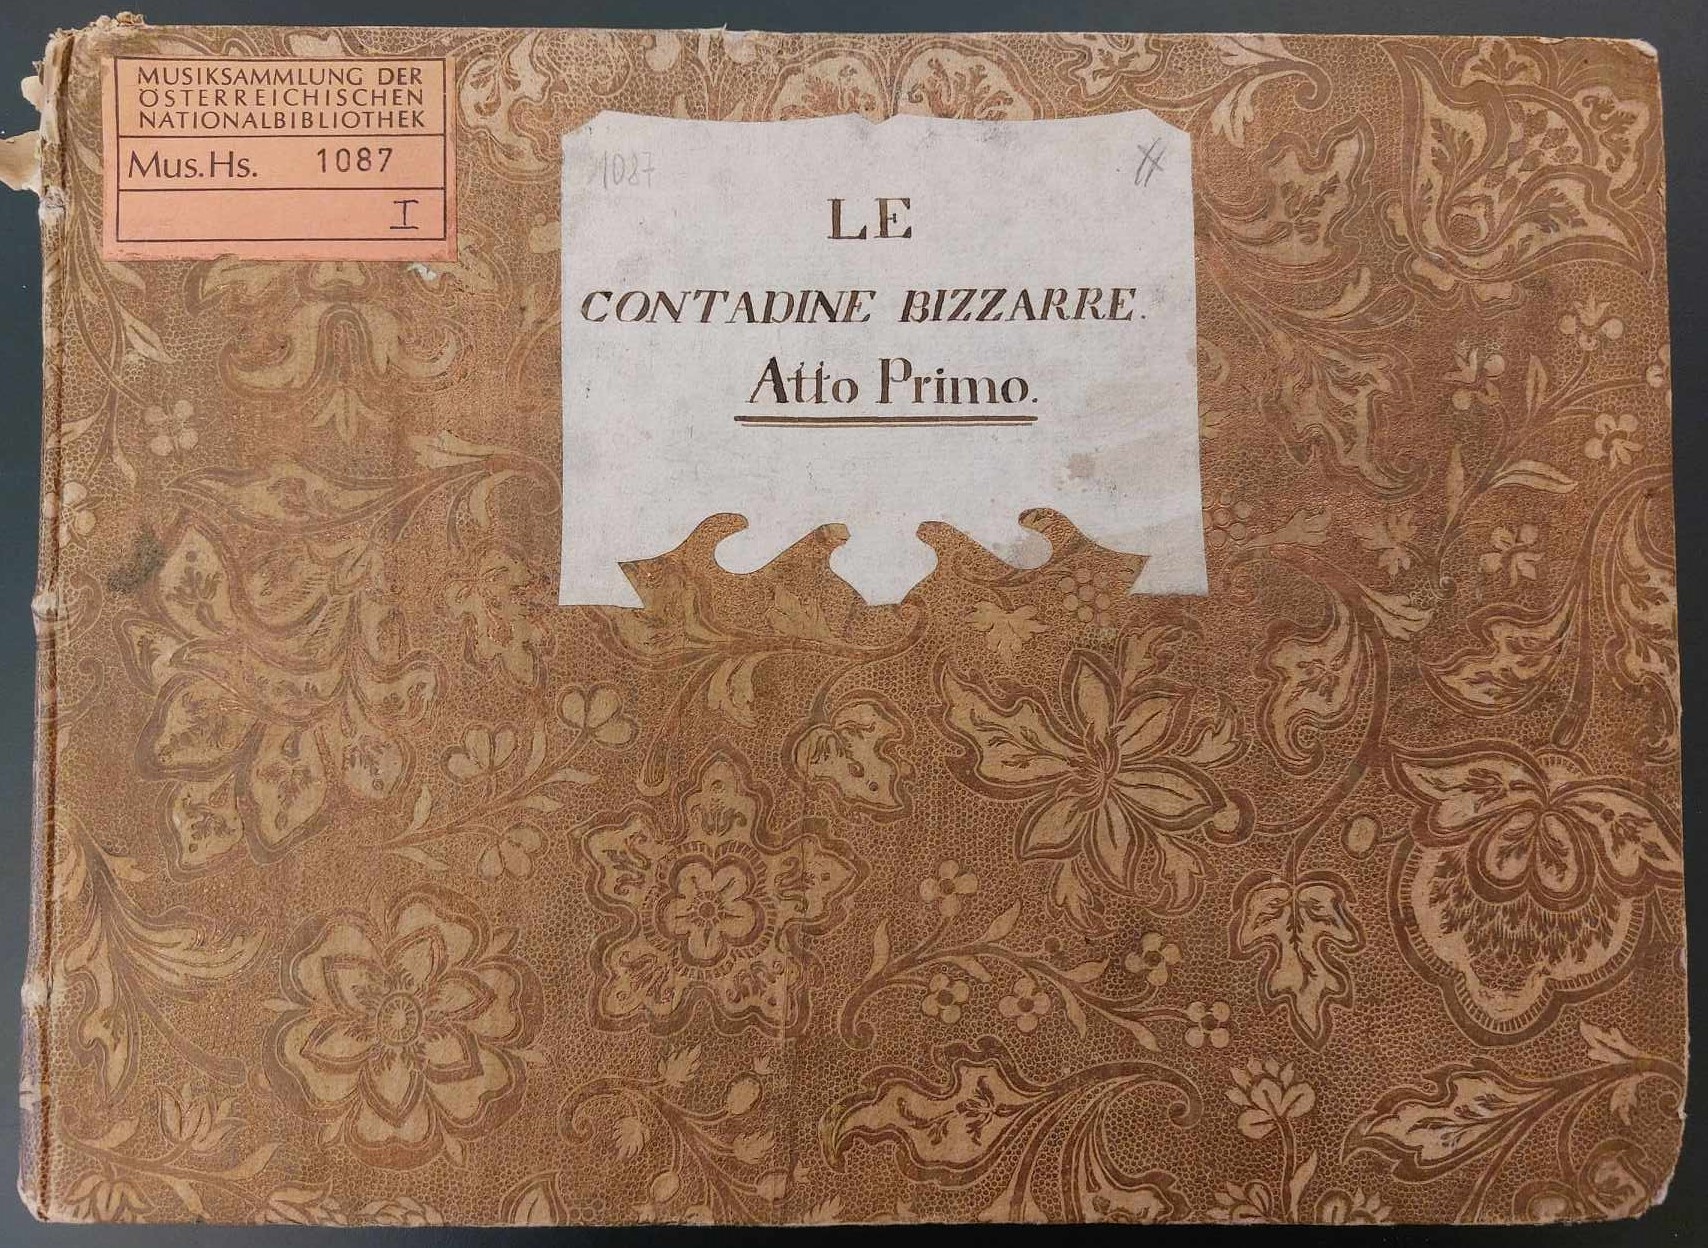 MUSIKSAMMLUNG DER
ÖSTERREICHISCHEN
NATIONALBIBLIOTHEK
Mus.Hs. 1087
I
1087
LE
CONTADINE BIZZARRE.
Atto Primo.